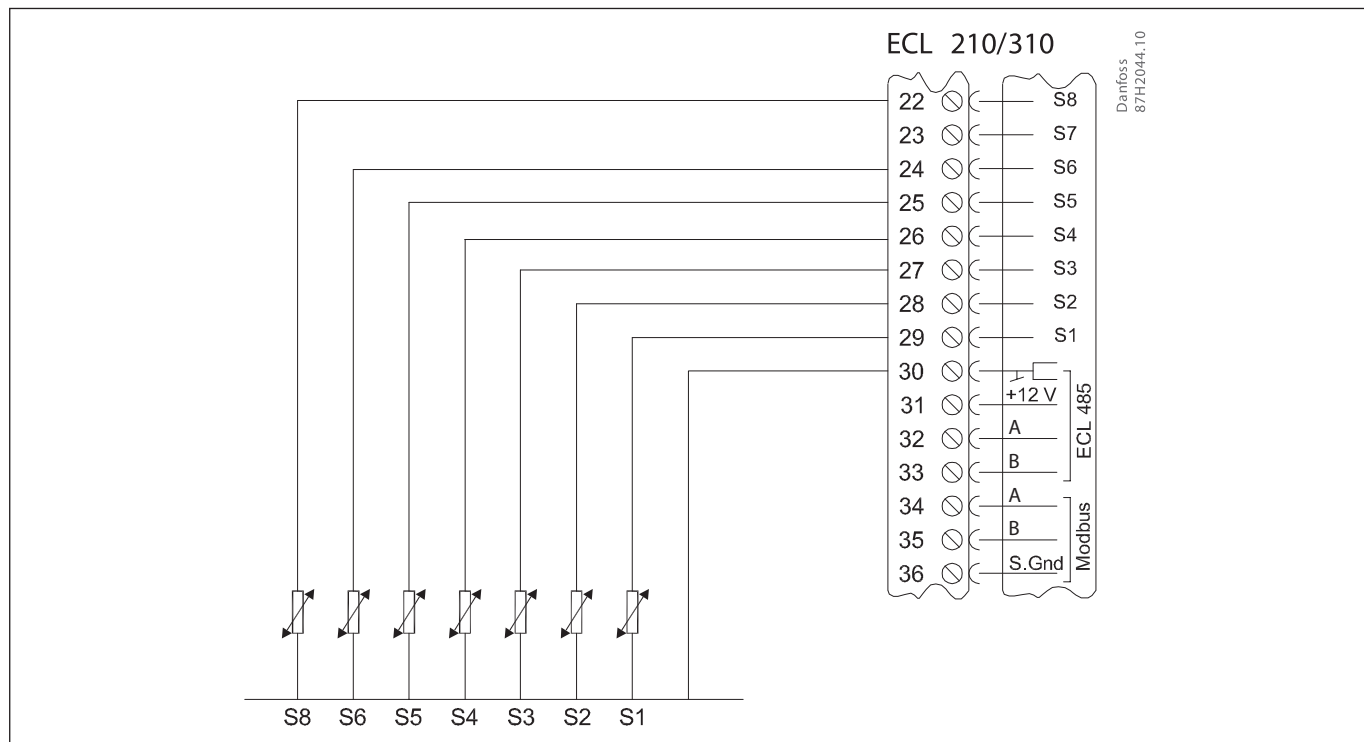 ECL 210/310
Danfoss
87H2044.10
22 S8
23 S7
24 S6
25 S5
26 S4
27 S3
28 S2
29 S1
30
31 +12 V
32 A
33 B
ECL 485
34 A
35 B
36 S.Gnd
Modbus
S8 S6 S5 S4 S3 S2 S1